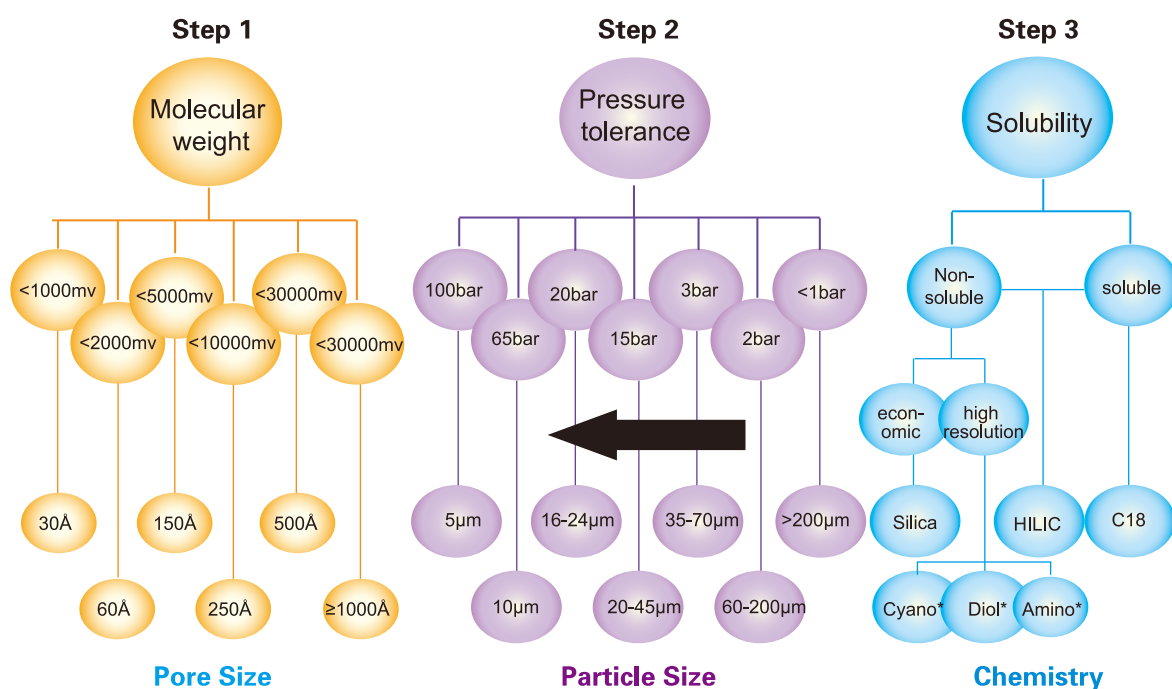 Step 1
Step 2
Step 3
Molecular
weight
Pressure
tolerance
Solubility
<1000mv
<2000mv
<5000mv
<10000mv
<30000mv
<30000mv
100bar
65bar
20bar
15bar
3bar
2bar
<1bar
Non-
soluble
soluble
econ-
omic
high
resolution
30Å
60Å
150Å
250Å
500Å
≥1000Å
5µm
10µm
16-24µm
20-45µm
35-70µm
60-200µm
>200µm
Silica
HILIC
C18
Cyano*
Diol*
Amino*
Pore Size
Particle Size
Chemistry